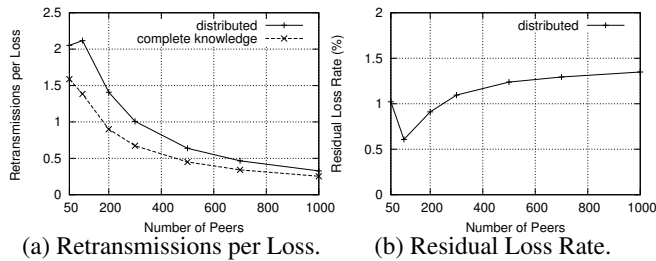 distributed
complete knowledge
Retransmissions per Loss
2.5
2
1.5
1
0.5
0
50
200
400
600
800
1000
Number of Peers
(a) Retransmissions per Loss.
distributed
Residual Loss Rate (%)
2
1.5
1
0.5
0
50
200
400
600
800
1000
Number of Peers
(b) Residual Loss Rate.